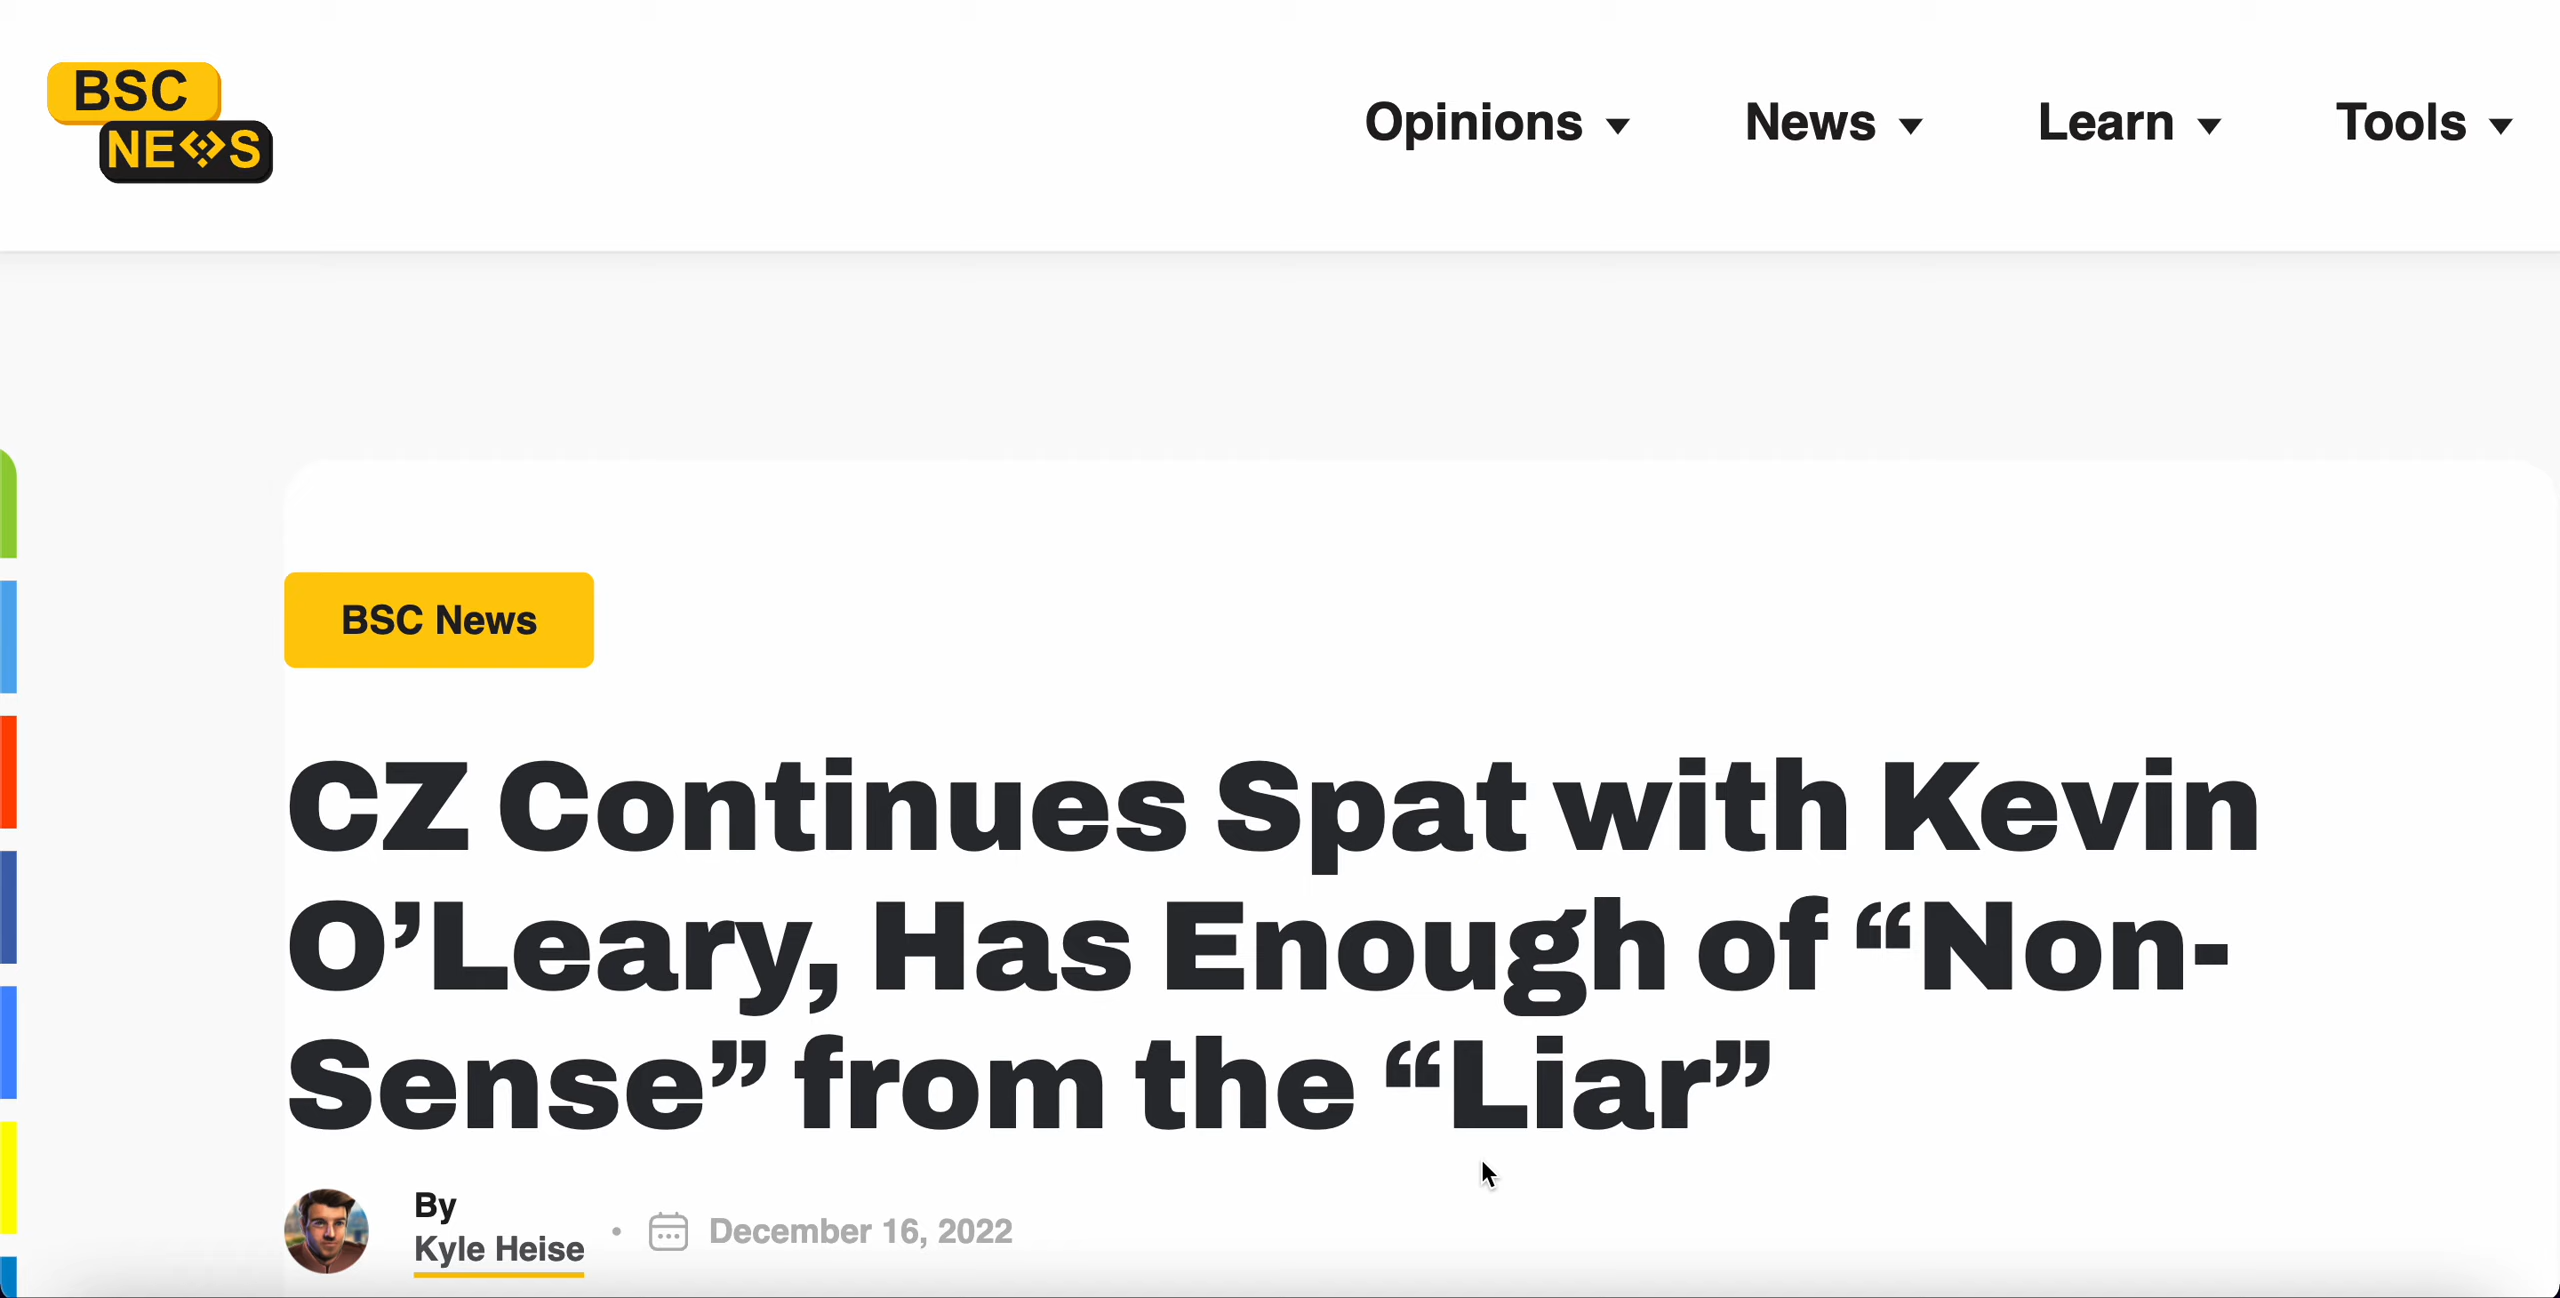 BSC
NEWS
Opinions
News
Learn
Tools
BSC News
CZ Continues Spat with Kevin
O’Leary, Has Enough of “Non-
Sense” from the “Liar”
By
Kyle Heise
• December 16, 2022